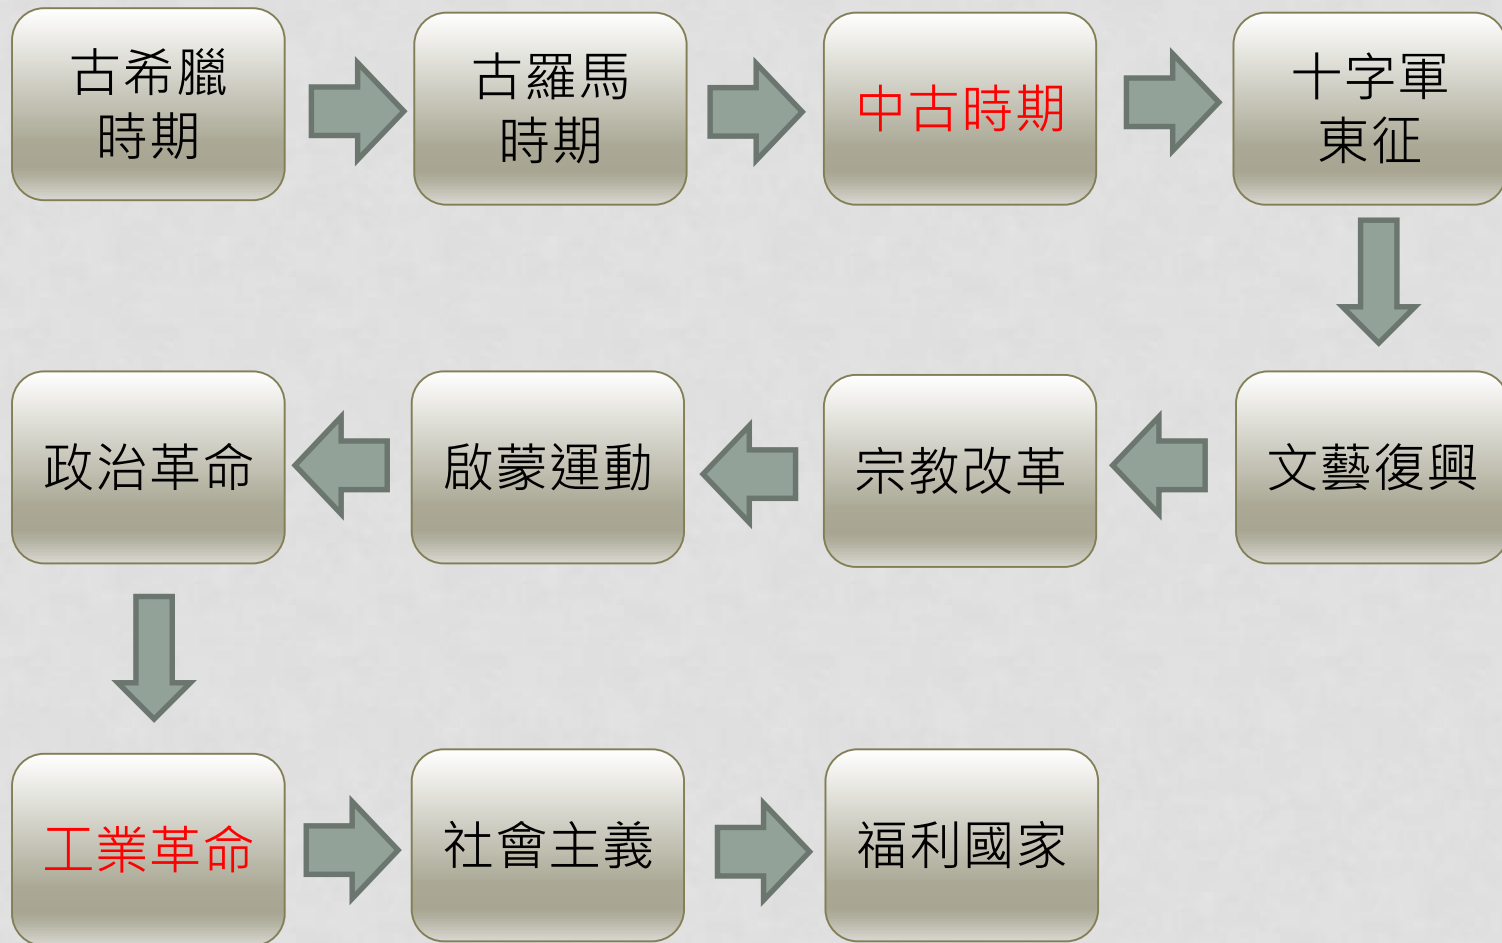 古希臘
時期
古羅馬
時期
中古時期
十字軍
東征
文藝復興
宗教改革
啟蒙運動
政治革命
工業革命
社會主義
福利國家